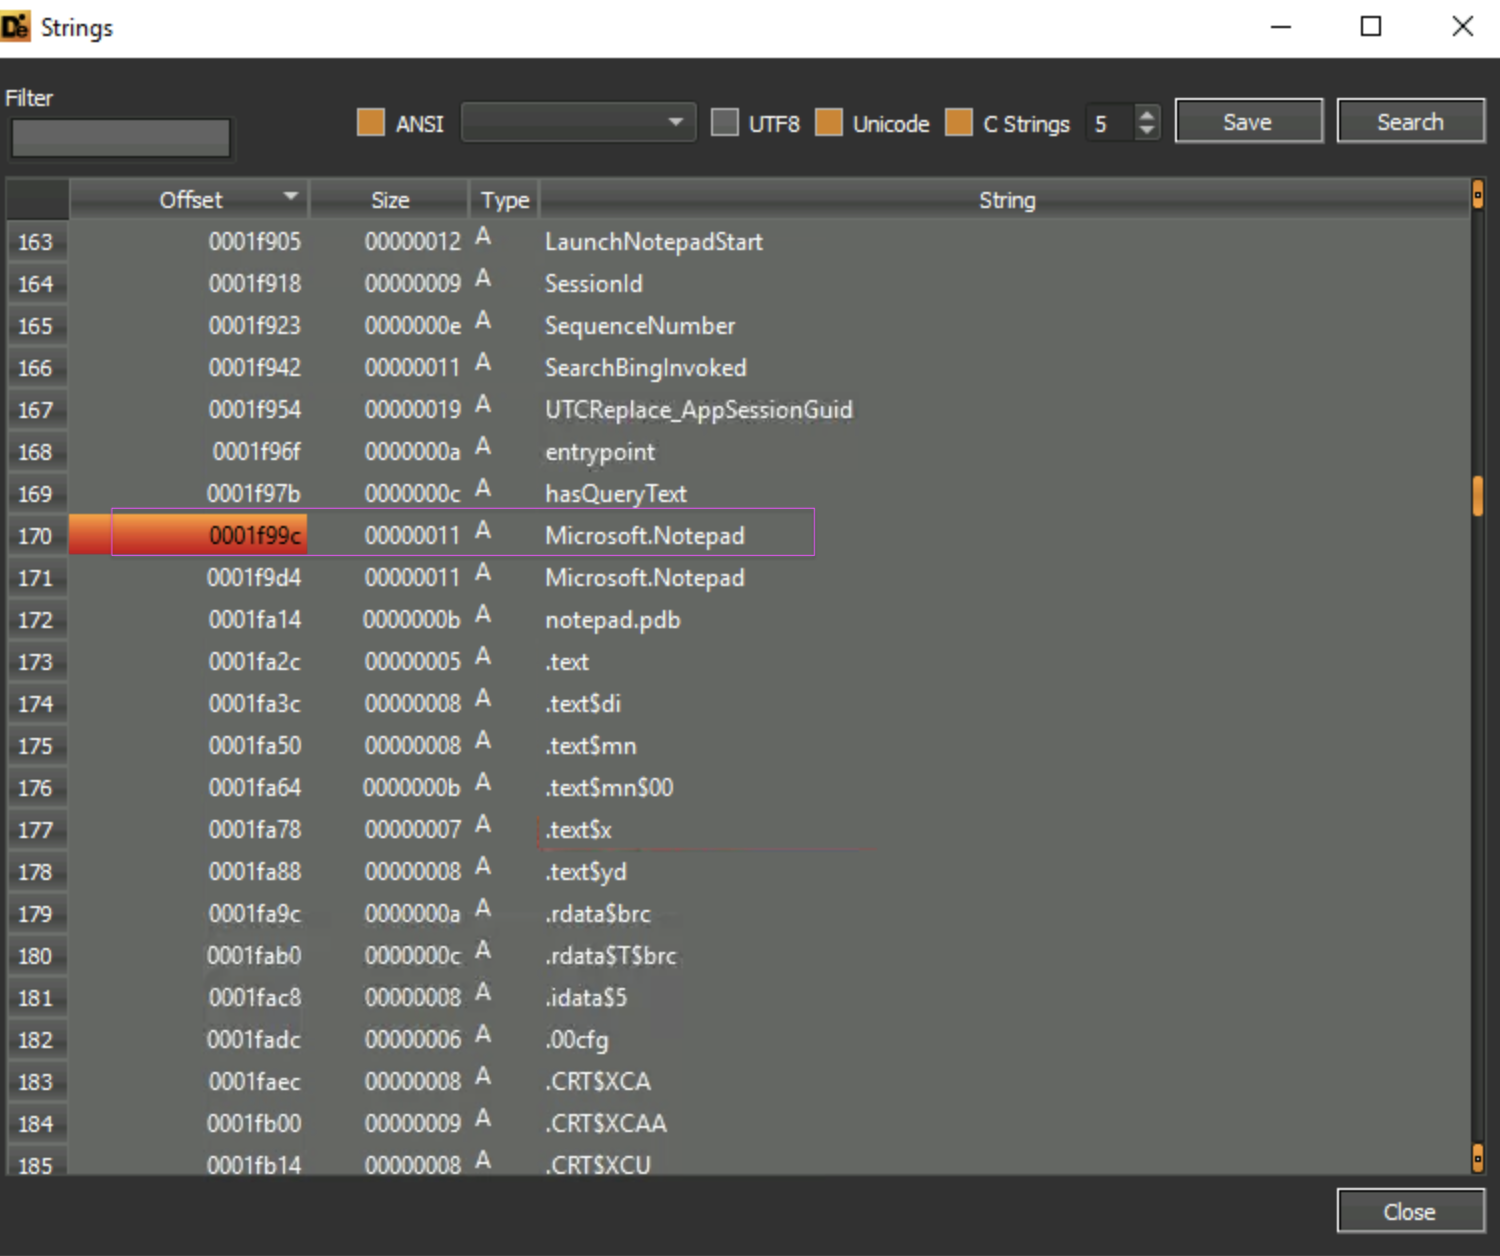 De Strings
Filter
ANSI UTF8 Unicode C Strings 5 Save Search
Offset Size Type String
163 0001f905 00000012 A LaunchNotepadStart
164 0001f918 00000009 A SessionId
165 0001f923 0000000e A SequenceNumber
166 0001f942 00000011 A SearchBingInvoked
167 0001f954 00000019 A UTCReplace_AppSessionGuid
168 0001f96f 0000000a A entrypoint
169 0001f97b 0000000c A hasQueryText
170 0001f99c 00000011 A Microsoft.Notepad
171 0001f9d4 00000011 A Microsoft.Notepad
172 0001fa14 0000000b A notepad.pdb
173 0001fa2c 00000005 A .text
174 0001fa3c 00000008 A .text$di
175 0001fa50 00000008 A .text$mn
176 0001fa64 0000000b A .text$mn$00
177 0001fa78 00000007 A .text$x
178 0001fa88 00000008 A .text$yd
179 0001fa9c 0000000a A .rdata$brc
180 0001fab0 0000000c A .rdata$T$brc
181 0001fac8 00000008 A .idata$5
182 0001fadc 00000006 A .00cfg
183 0001faec 00000008 A .CRT$XCA
184 0001fb00 00000009 A .CRT$XCAA
185 0001fb14 00000008 A .CRT$XCU
Close